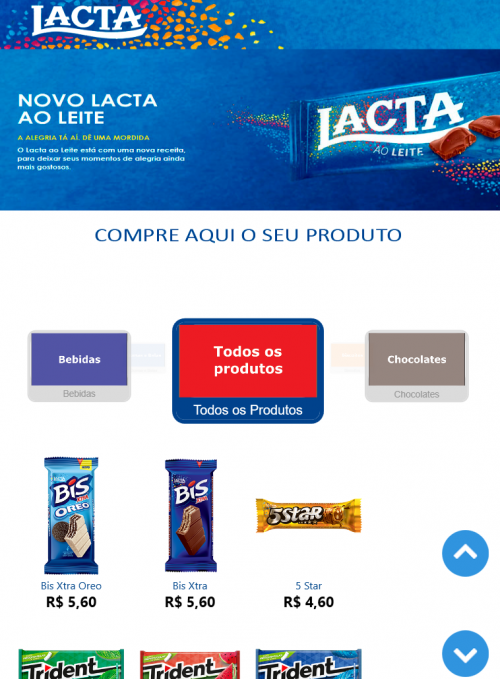 LACTA
NOVO LACTA
AO LEITE
A ALEGRIA TÁ AÍ. DÊ UMA MORDIDA
O Lacta ao Leite está com uma nova receita,
para deixar seus momentos de alegria ainda
mais gostosos.
LACTA
AO LEITE
COMPRE AQUI O SEU PRODUTO
Bebidas
Bebidas
Todos os
produtos
Todos os Produtos
Chocolates
Chocolates
BIS
OREO
BIS
5STAR
Bis Xtra Oreo
R$ 5,60
Bis Xtra
R$ 5,60
5 Star
R$ 4,60
Trident
Trident
Trident